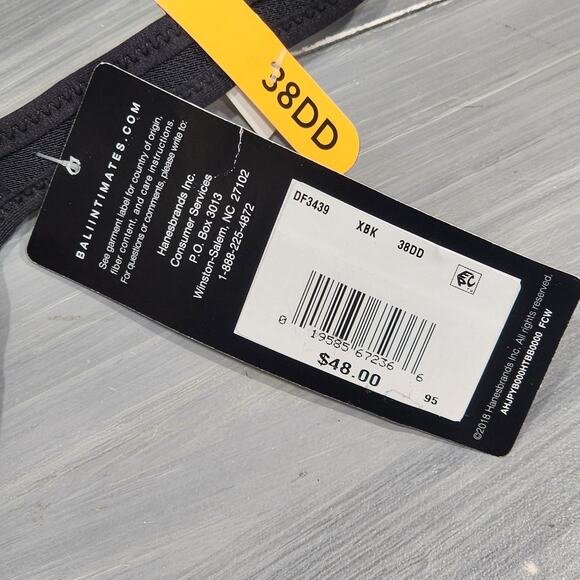 38DD
BALIINTIMATES.COM
See garment label for country of origin,
fiber content, and care instructions.
For questions or comments, please write to:
Hanesbrands Inc.
Consumer Services
P.O. Box 3013
Winston-Salem, NC 27102
1-888-225-4872
DF3439 XBK 38DD
0 19585 67236 6
$48.00
95
©2018 Hanesbrands Inc. All rights reserved.
AHJPYB000HTBB0000 FCW